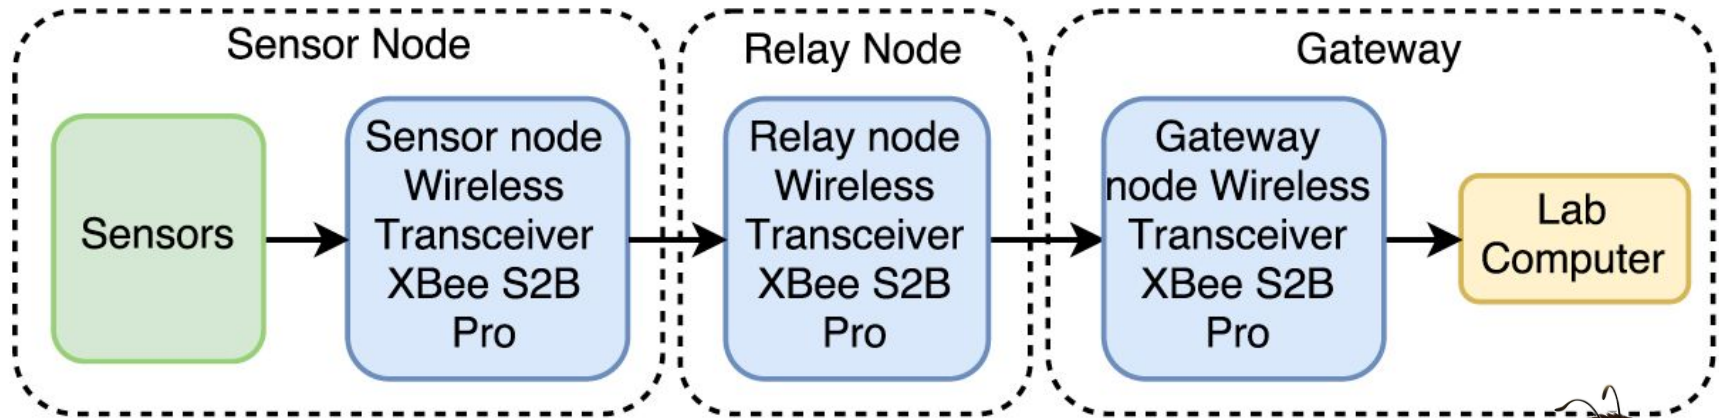 Sensor Node
Relay Node
Gateway
Sensors
Sensor node
Wireless
Transceiver
XBee S2B
Pro
Relay node
Wireless
Transceiver
XBee S2B
Pro
Gateway
node Wireless
Transceiver
XBee S2B
Pro
Lab
Computer